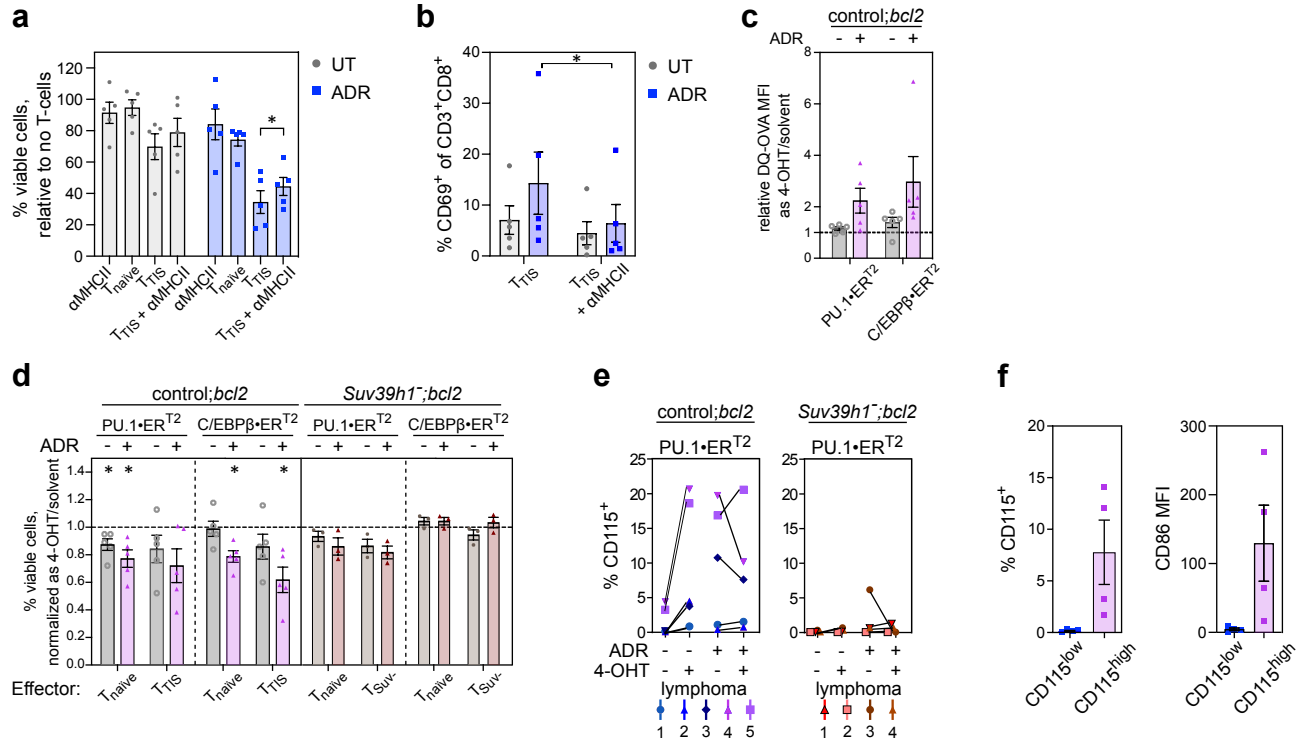 a
% viable cells,
relative to no T-cells
120
100
80
60
40
20
0
UT
ADR
*
αMHCII
Tnaïve
TTIS
TTIS + αMHCII
αMHCII
Tnaïve
TTIS
TTIS + αMHCII
b
% CD69+ of CD3+CD8+
40
30
20
10
0
*
UT
ADR
TTIS
TTIS
+ αMHCII
c
control;bcl2
ADR - + - +
relative DQ-OVA MFI
as 4-OHT/solvent
8
6
4
2
1
0
PU.1•ERT2
C/EBPβ•ERT2
d
control;bcl2 Suv39h1-;bcl2
PU.1•ERT2 C/EBPβ•ERT2 PU.1•ERT2 C/EBPβ•ERT2
ADR - + - + - + - + - + - + - + - +
% viable cells,
normalized as 4-OHT/solvent
1.4
1.2
1.0
0.8
0.6
0.4
0.2
0.0
* * * *
Effector: Tnaïve TTIS Tnaïve TTIS Tnaïve TSuv- Tnaïve TSuv-
e
control;bcl2 Suv39h1-;bcl2
PU.1•ERT2 PU.1•ERT2
% CD115+
25
20
15
10
5
0
25
20
15
10
5
0
ADR - - + + - - + +
4-OHT - + - + - + - +
lymphoma lymphoma
1 2 3 4 5 1 2 3 4
f
% CD115+
20
15
10
5
0
CD115low
CD115high
CD86 MFI
300
200
100
0
CD115low
CD115high